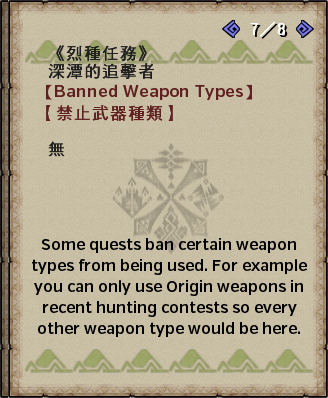 7/8
《烈種任務》
深潭的追擊者
【Banned Weapon Types】
【禁止武器種類】
無
Some quests ban certain weapon
types from being used. For example
you can only use Origin weapons in
recent hunting contests so every
other weapon type would be here.